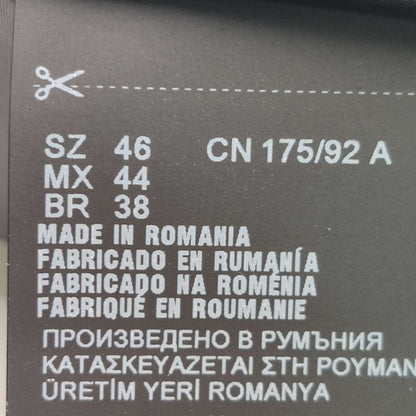 SZ 46 CN 175/92 A
MX 44
BR 38
MADE IN ROMANIA
FABRICADO EN RUMANÍA
FABRICADO NA ROMÉNIA
FABRIQUÉ EN ROUMANIE
ПРОИЗВЕДЕНО В РУМЪНИЯ
ΚΑΤΑΣΚΕΥΑΖΕΤΑΙ ΣΤΗ ΡΟΥΜΑΝ
ÜRETİM YERİ ROMANYA